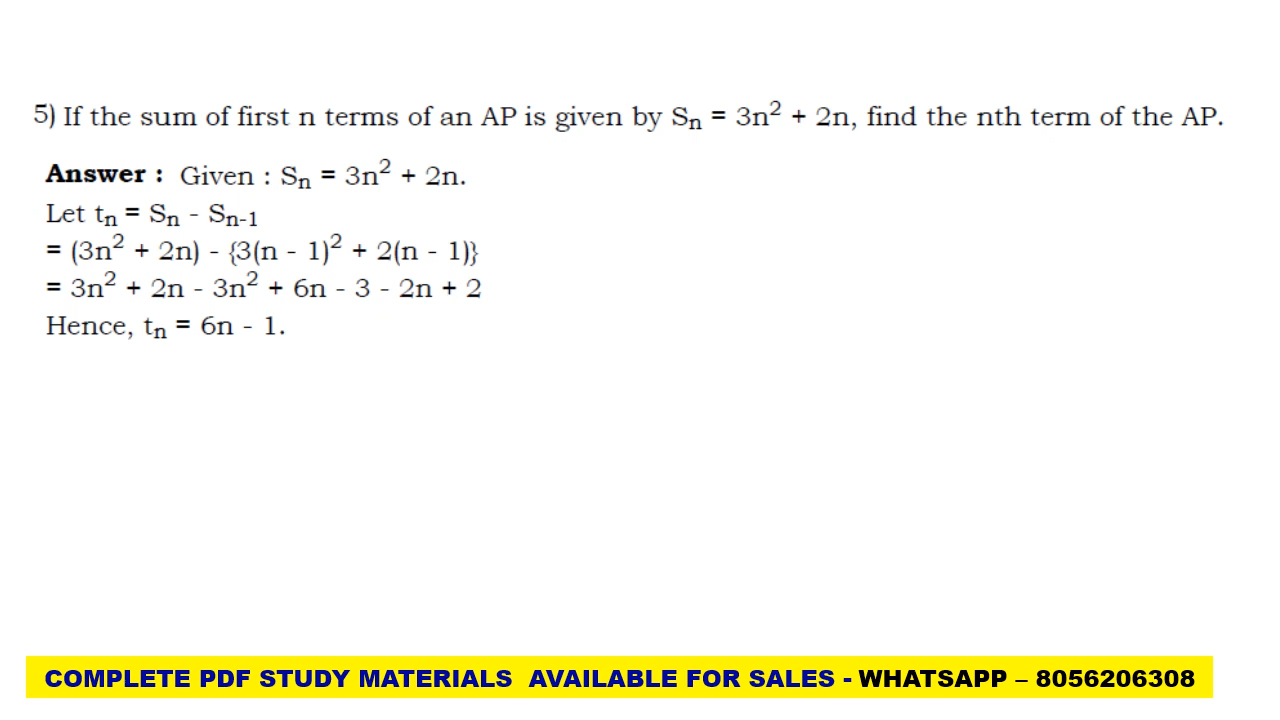 5) If the sum of first n terms of an AP is given by Sₙ = 3n² + 2n, find the nth term of the AP.
Answer : Given : Sₙ = 3n² + 2n.
Let tₙ = Sₙ - Sₙ₋₁
= (3n² + 2n) - {3(n - 1)² + 2(n - 1)}
= 3n² + 2n - 3n² + 6n - 3 - 2n + 2
Hence, tₙ = 6n - 1.
COMPLETE PDF STUDY MATERIALS AVAILABLE FOR SALES - WHATSAPP – 8056206308